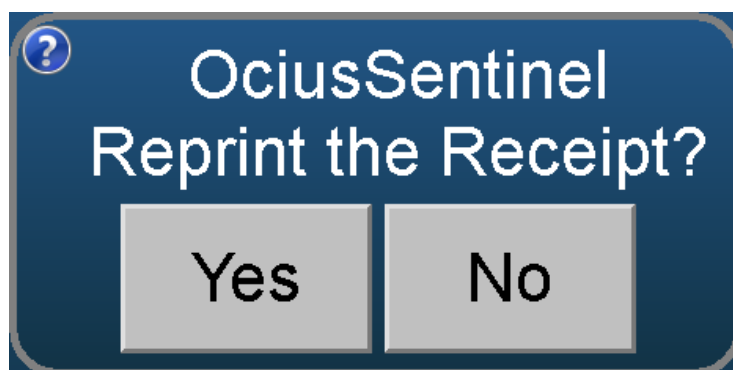 ?
OciusSentinel
Reprint the Receipt?
Yes
No